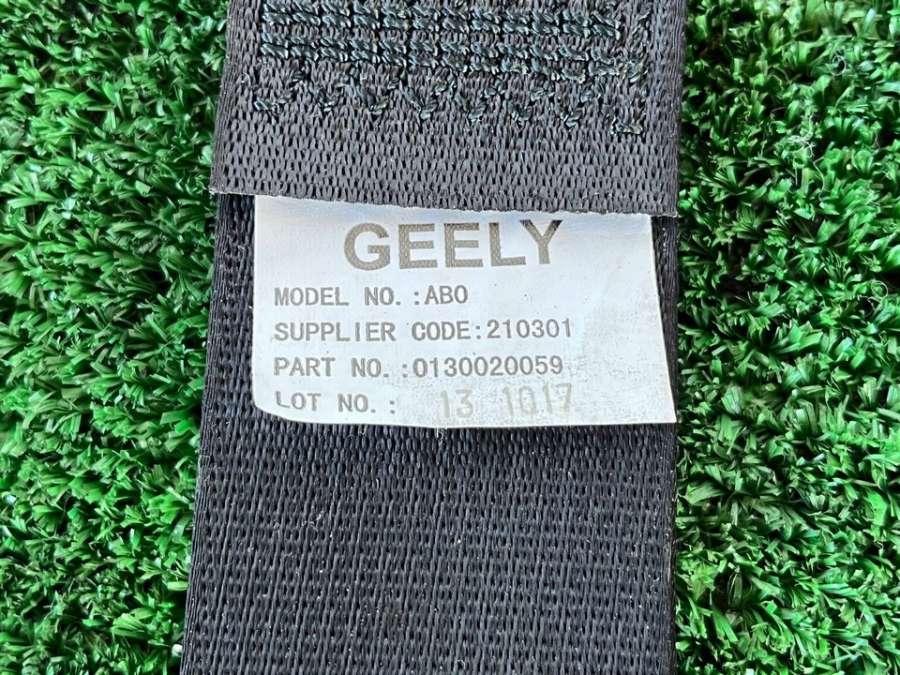 GEELY
MODEL NO.:ABO
SUPPLIER CODE:210301
PART NO.:0130020059
LOT NO.: 13 1017